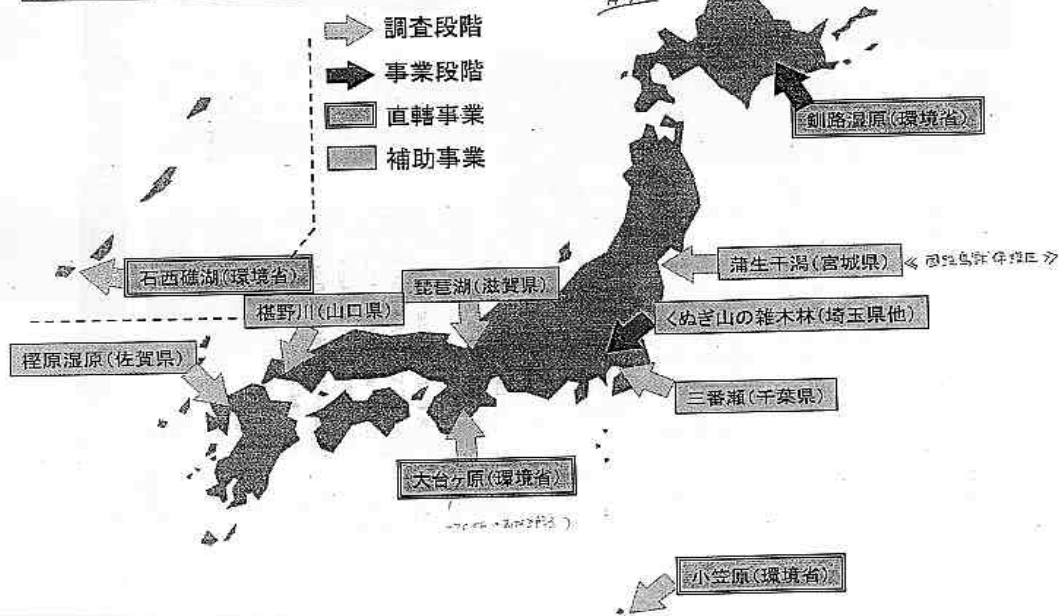 調査段階
事業段階
直轄事業
補助事業
釧路湿原(環境省)
蒲生干潟(宮城県)
石西礁湖(環境省)
琵琶湖(滋賀県)
椹野川(山口県)
くぬぎ山の雑木林(埼玉県他)
樫原湿原(佐賀県)
三番瀬(千葉県)
大台ヶ原(環境省)
小笠原(環境省)